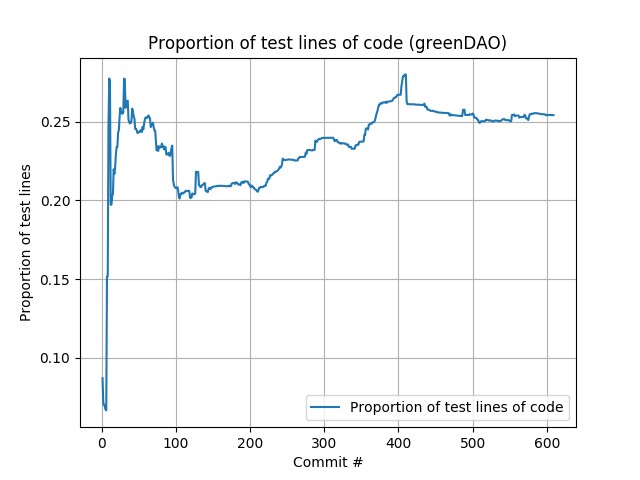 Proportion of test lines of code (greenDAO)
Proportion of test lines
0.25
0.20
0.15
0.10
0 100 200 300 400 500 600
Commit #
Proportion of test lines of code